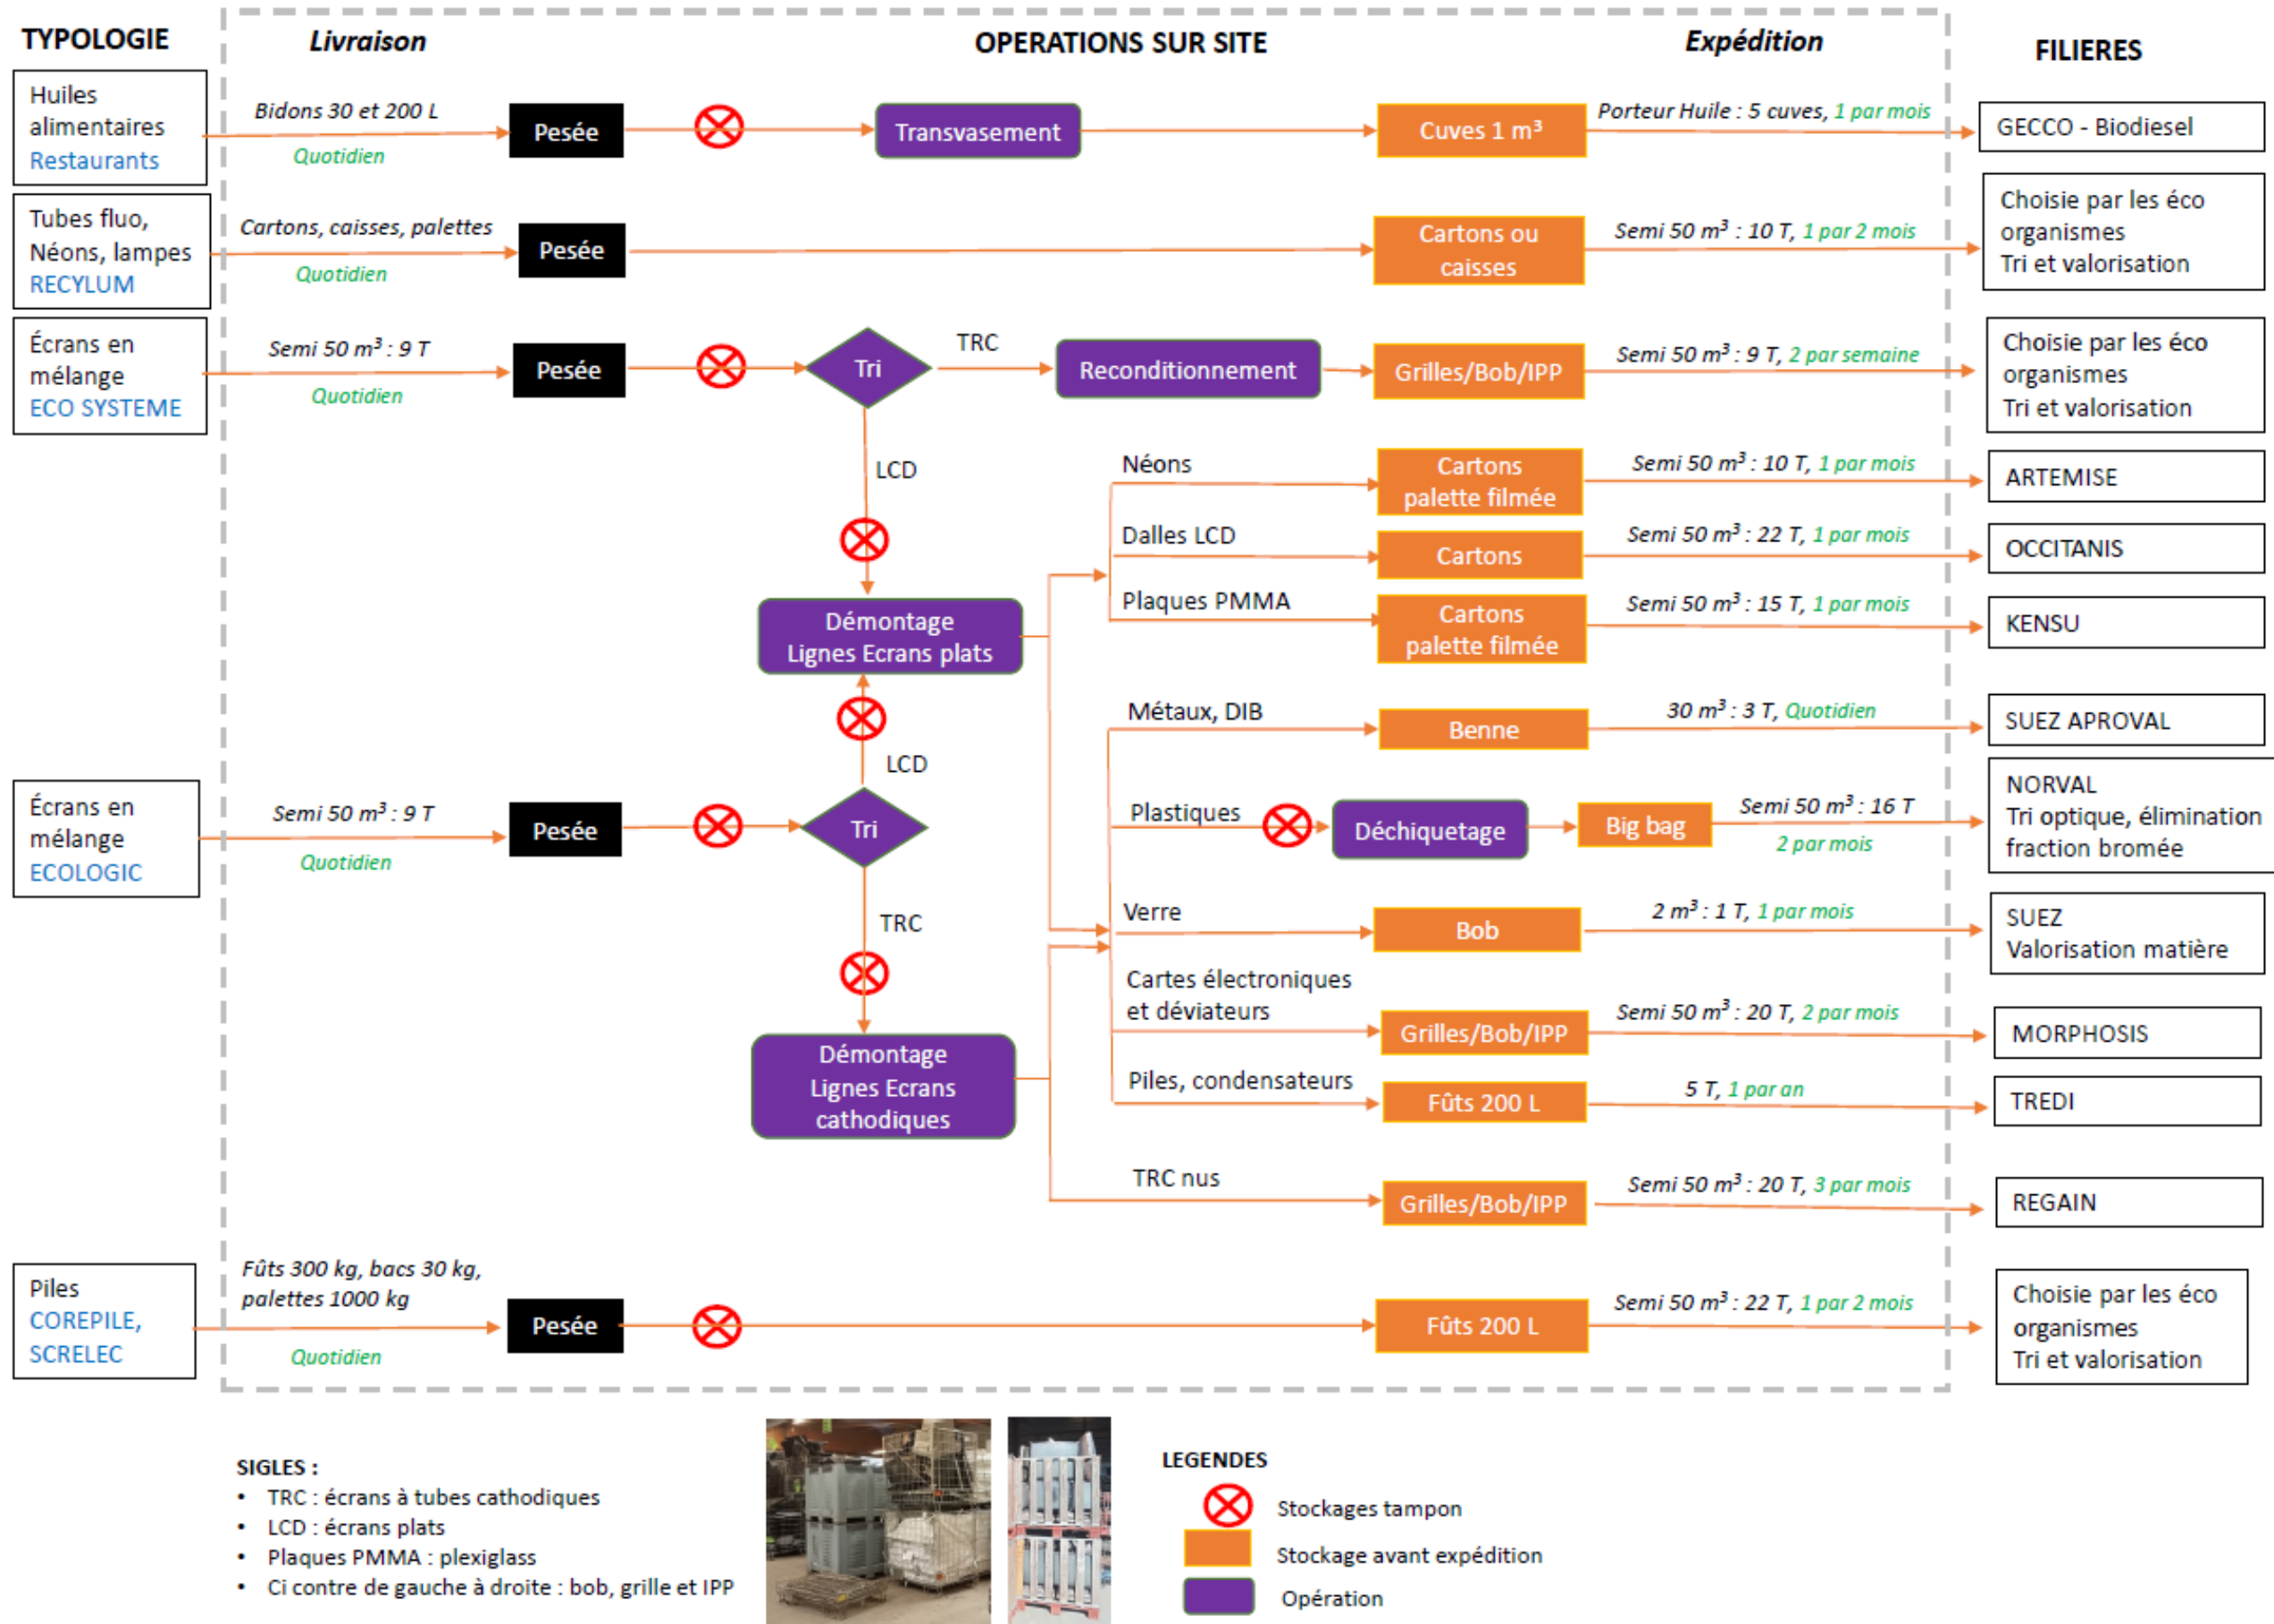 TYPOLOGIE
Livraison
OPERATIONS SUR SITE
Expédition
FILIERES
Huiles
alimentaires
Restaurants
Bidons 30 et 200 L
Quotidien
Pesée
Transvasement
Cuves 1 m³
Porteur Huile : 5 cuves, 1 par mois
GECCO - Biodiesel
Tubes fluo,
Néons, lampes
RECYLUM
Cartons, caisses, palettes
Quotidien
Pesée
Cartons ou
caisses
Semi 50 m³ : 10 T, 1 par 2 mois
Choisie par les éco
organismes
Tri et valorisation
Écrans en
mélange
ECO SYSTEME
Semi 50 m³ : 9 T
Quotidien
Pesée
Tri
TRC
Reconditionnement
Grilles/Bob/IPP
Semi 50 m³ : 9 T, 2 par semaine
Choisie par les éco
organismes
Tri et valorisation
LCD
Néons
Cartons
palette filmée
Semi 50 m³ : 10 T, 1 par mois
ARTEMISE
Dalles LCD
Cartons
Semi 50 m³ : 22 T, 1 par mois
OCCITANIS
Plaques PMMA
Cartons
palette filmée
Semi 50 m³ : 15 T, 1 par mois
KENSU
Démontage
Lignes Ecrans plats
Métaux, DIB
Benne
30 m³ : 3 T, Quotidien
SUEZ APROVAL
LCD
Écrans en
mélange
ECOLOGIC
Semi 50 m³ : 9 T
Quotidien
Pesée
Tri
Plastiques
Déchiquetage
Big bag
Semi 50 m³ : 16 T
2 par mois
NORVAL
Tri optique, élimination
fraction bromée
TRC
Verre
Bob
2 m³ : 1 T, 1 par mois
SUEZ
Valorisation matière
Cartes électroniques
et déviateurs
Grilles/Bob/IPP
Semi 50 m³ : 20 T, 2 par mois
MORPHOSIS
Démontage
Lignes Ecrans
cathodiques
Piles, condensateurs
Fûts 200 L
5 T, 1 par an
TREDI
TRC nus
Grilles/Bob/IPP
Semi 50 m³ : 20 T, 3 par mois
REGAIN
Piles
COREPILE,
SCRELEC
Fûts 300 kg, bacs 30 kg,
palettes 1000 kg
Quotidien
Pesée
Fûts 200 L
Semi 50 m³ : 22 T, 1 par 2 mois
Choisie par les éco
organismes
Tri et valorisation
SIGLES :
• TRC : écrans à tubes cathodiques
• LCD : écrans plats
• Plaques PMMA : plexiglass
• Ci contre de gauche à droite : bob, grille et IPP
LEGENDES
Stockages tampon
Stockage avant expédition
Opération